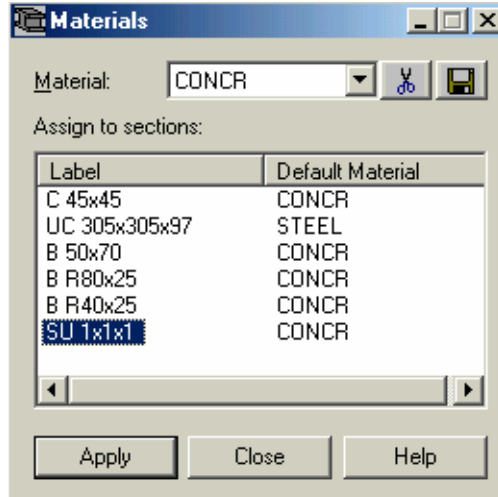 Materials
Material: CONCR
Assign to sections:
Label Default Material
C 45x45 CONCR
UC 305x305x97 STEEL
B 50x70 CONCR
B R80x25 CONCR
B R40x25 CONCR
SU 1x1x1 CONCR
Apply Close Help